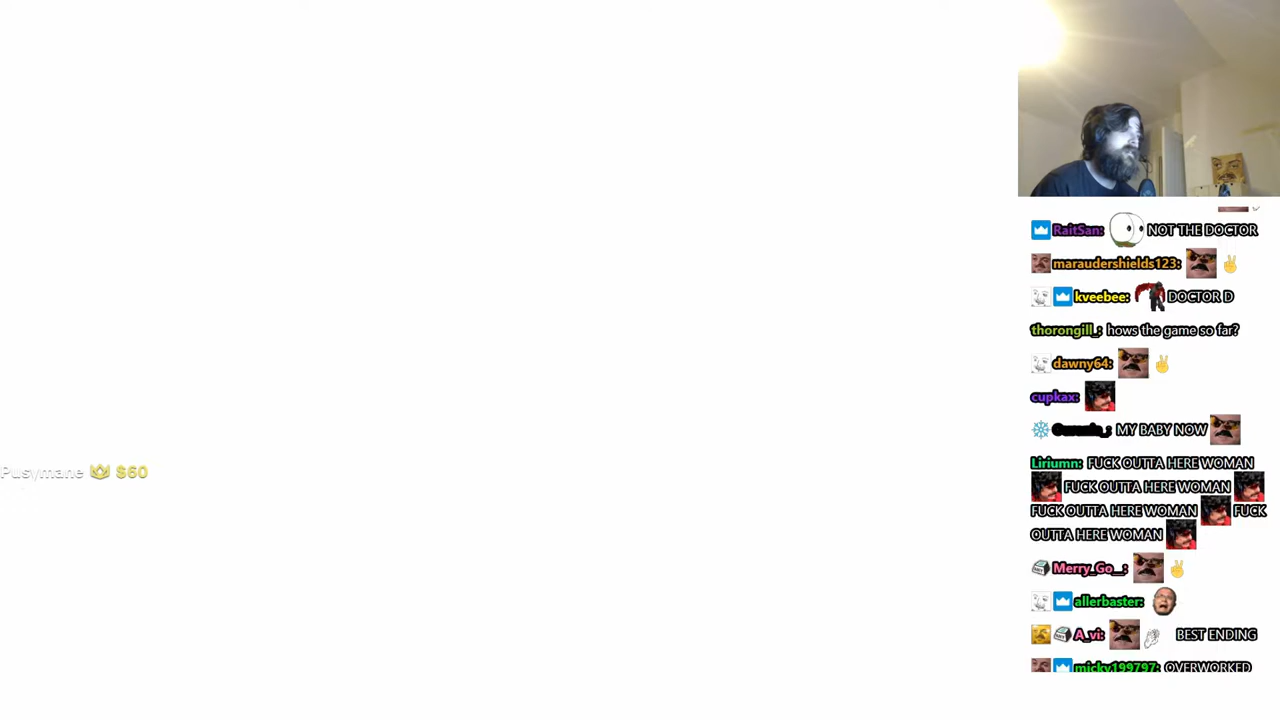 RaitSan: NOT THE DOCTOR
maraudershields123:
kveebee: DOCTOR D
thorongill_: hows the game so far?
dawny64:
cupkax:
MY BABY NOW
Liriumn: FUCK OUTTA HERE WOMAN
FUCK OUTTA HERE WOMAN
FUCK OUTTA HERE WOMAN FUCK
OUTTA HERE WOMAN
Pusymane $60
Merry_Go__:
allerbaster:
A_vi: BEST ENDING
micky199797: OVERWORKED